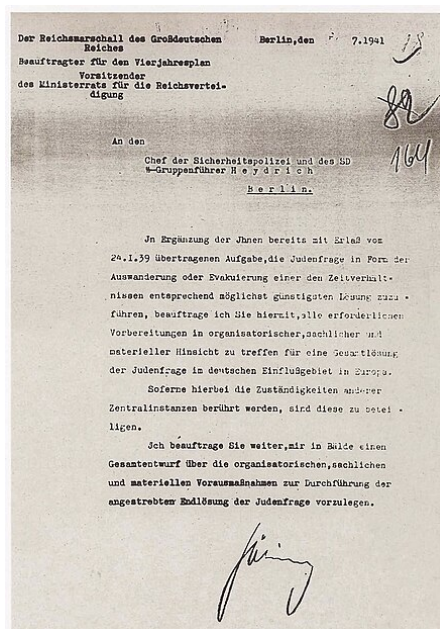 Der Reichsmarschall des Großdeutschen Berlin,den 7.1941
Reiches
Beauftragter für den Vierjahresplan
Vorsitzender
des Ministerrats für die Reichsvertei-
digung
82
164
An den
Chef der Sicherheitspolizei und des SD
Gruppenführer H e y d r i c h
B e r l i n.
Jn Ergänzung der Jhnen bereits mit Erlaß vom
24.1.39 übertragenen Aufgabe,die Judenfrage in Form der
Auswanderung oder Evakuierung einer den Zeitverhält-
nissen entsprechend möglichst günstigsten Lösung zuzu-
führen, beauftrage ich Sie hiermit,alle erforderlichen
Vorbereitungen in organisatorischer,sachlicher und
materieller Hinsicht zu treffen für eine Gesamtlösung
der Judenfrage im deutschen Einflußgebiet in Europa.
Soferne hierbei die Zuständigkeiten anderer
Zentralinstanzen berührt werden, sind diese zu betei-
ligen.
Jch beauftrage Sie weiter,mir in Bälde einen
Gesamtentwurf über die organisatorischen,sachlichen
und materiellen Vorausmaßnahmen zur Durchführung der
angestrebten Endlösung der Judenfrage vorzulegen.